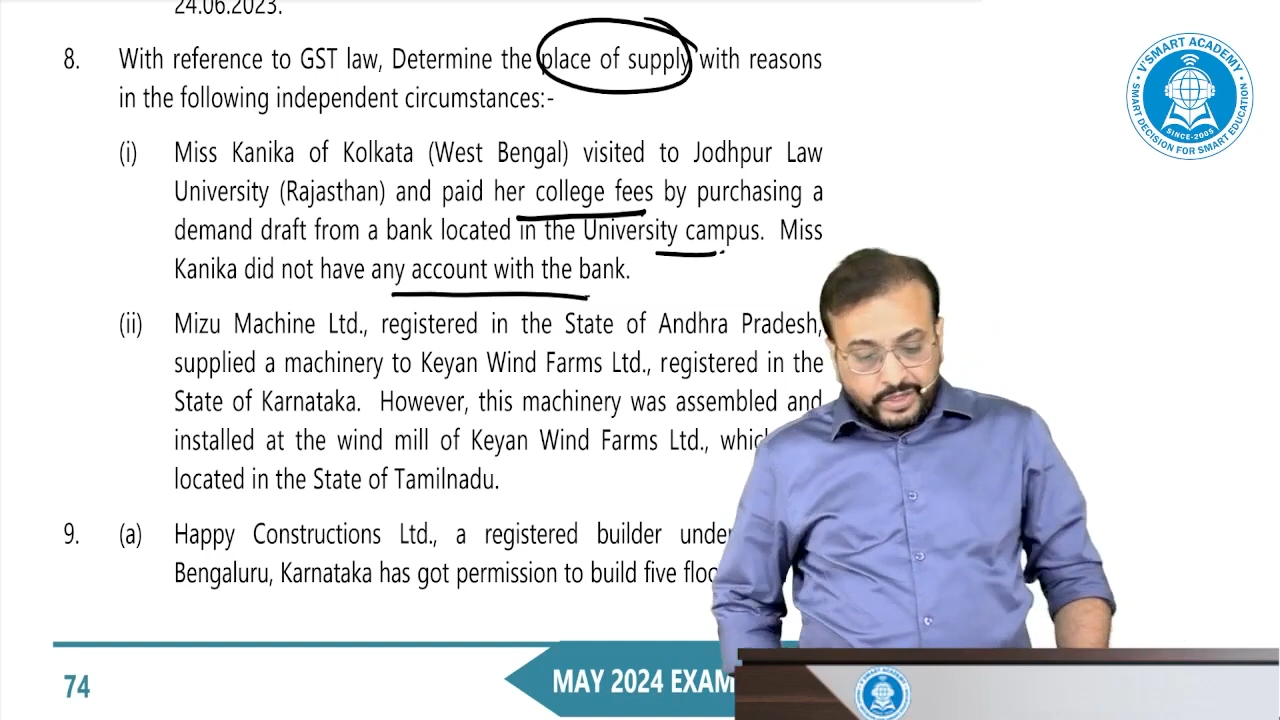 24.06.2023.
8. With reference to GST law, Determine the place of supply with reasons
in the following independent circumstances:-
(i) Miss Kanika of Kolkata (West Bengal) visited to Jodhpur Law
University (Rajasthan) and paid her college fees by purchasing a
demand draft from a bank located in the University campus. Miss
Kanika did not have any account with the bank.
(ii) Mizu Machine Ltd., registered in the State of Andhra Pradesh,
supplied a machinery to Keyan Wind Farms Ltd., registered in the
State of Karnataka. However, this machinery was assembled and
installed at the wind mill of Keyan Wind Farms Ltd.,
located in the State of Tamilnadu.
9. (a) Happy Constructions Ltd., a registered builder
Bengaluru, Karnataka has got permission to build five
74
MAY 2024 EXAM
V'SMART ACADEMY
SMART DECISION FOR SMART EDUCATION
SINCE-2005